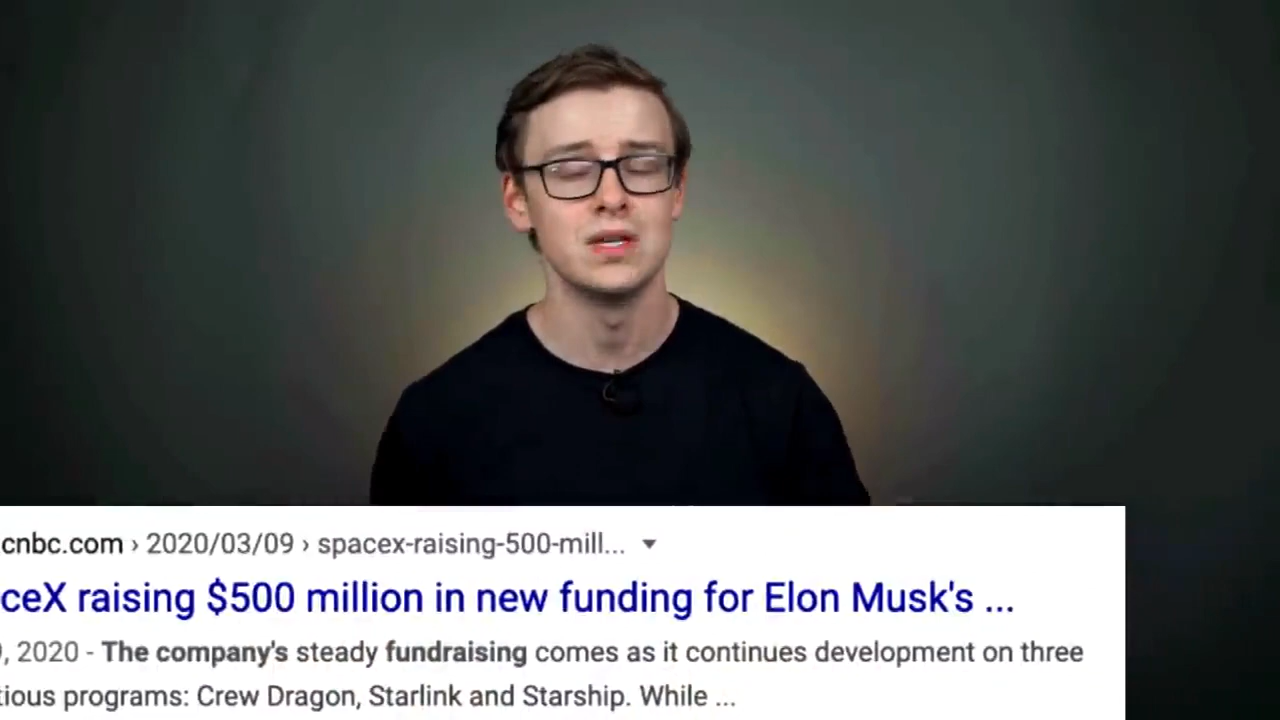 cnbc.com › 2020/03/09 › spacex-raising-500-mill...
ceX raising $500 million in new funding for Elon Musk's ...
, 2020 - The company's steady fundraising comes as it continues development on three
tious programs: Crew Dragon, Starlink and Starship. While ...